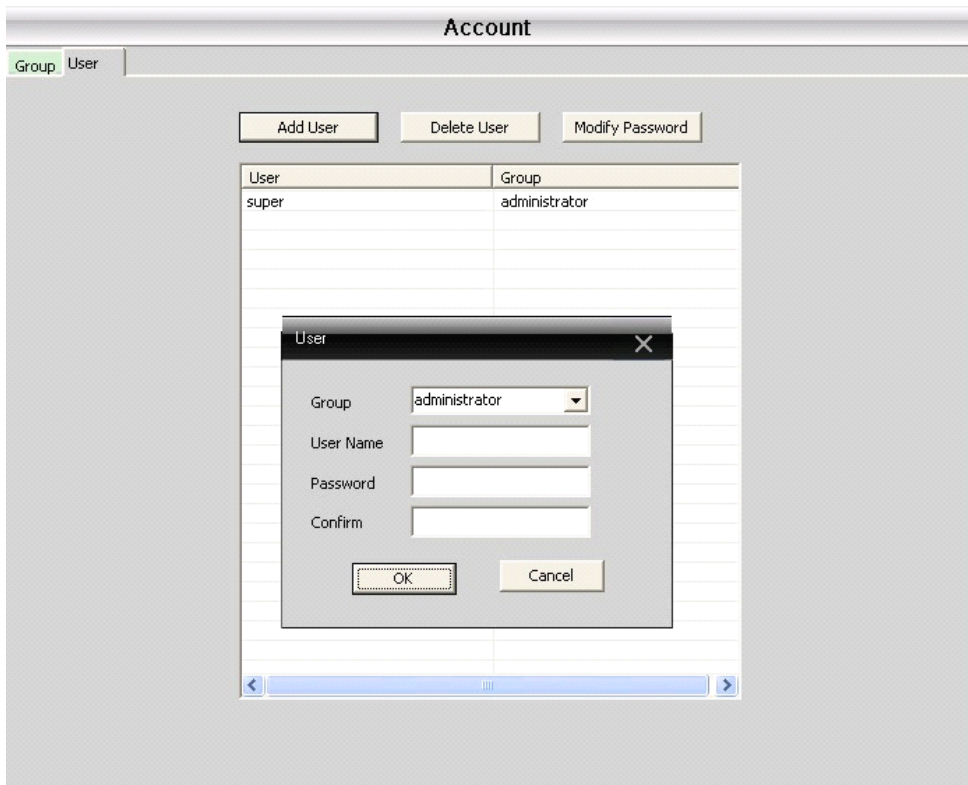 Account
Group User
Add User Delete User Modify Password
User Group
super administrator
User
Group administrator
User Name
Password
Confirm
OK Cancel